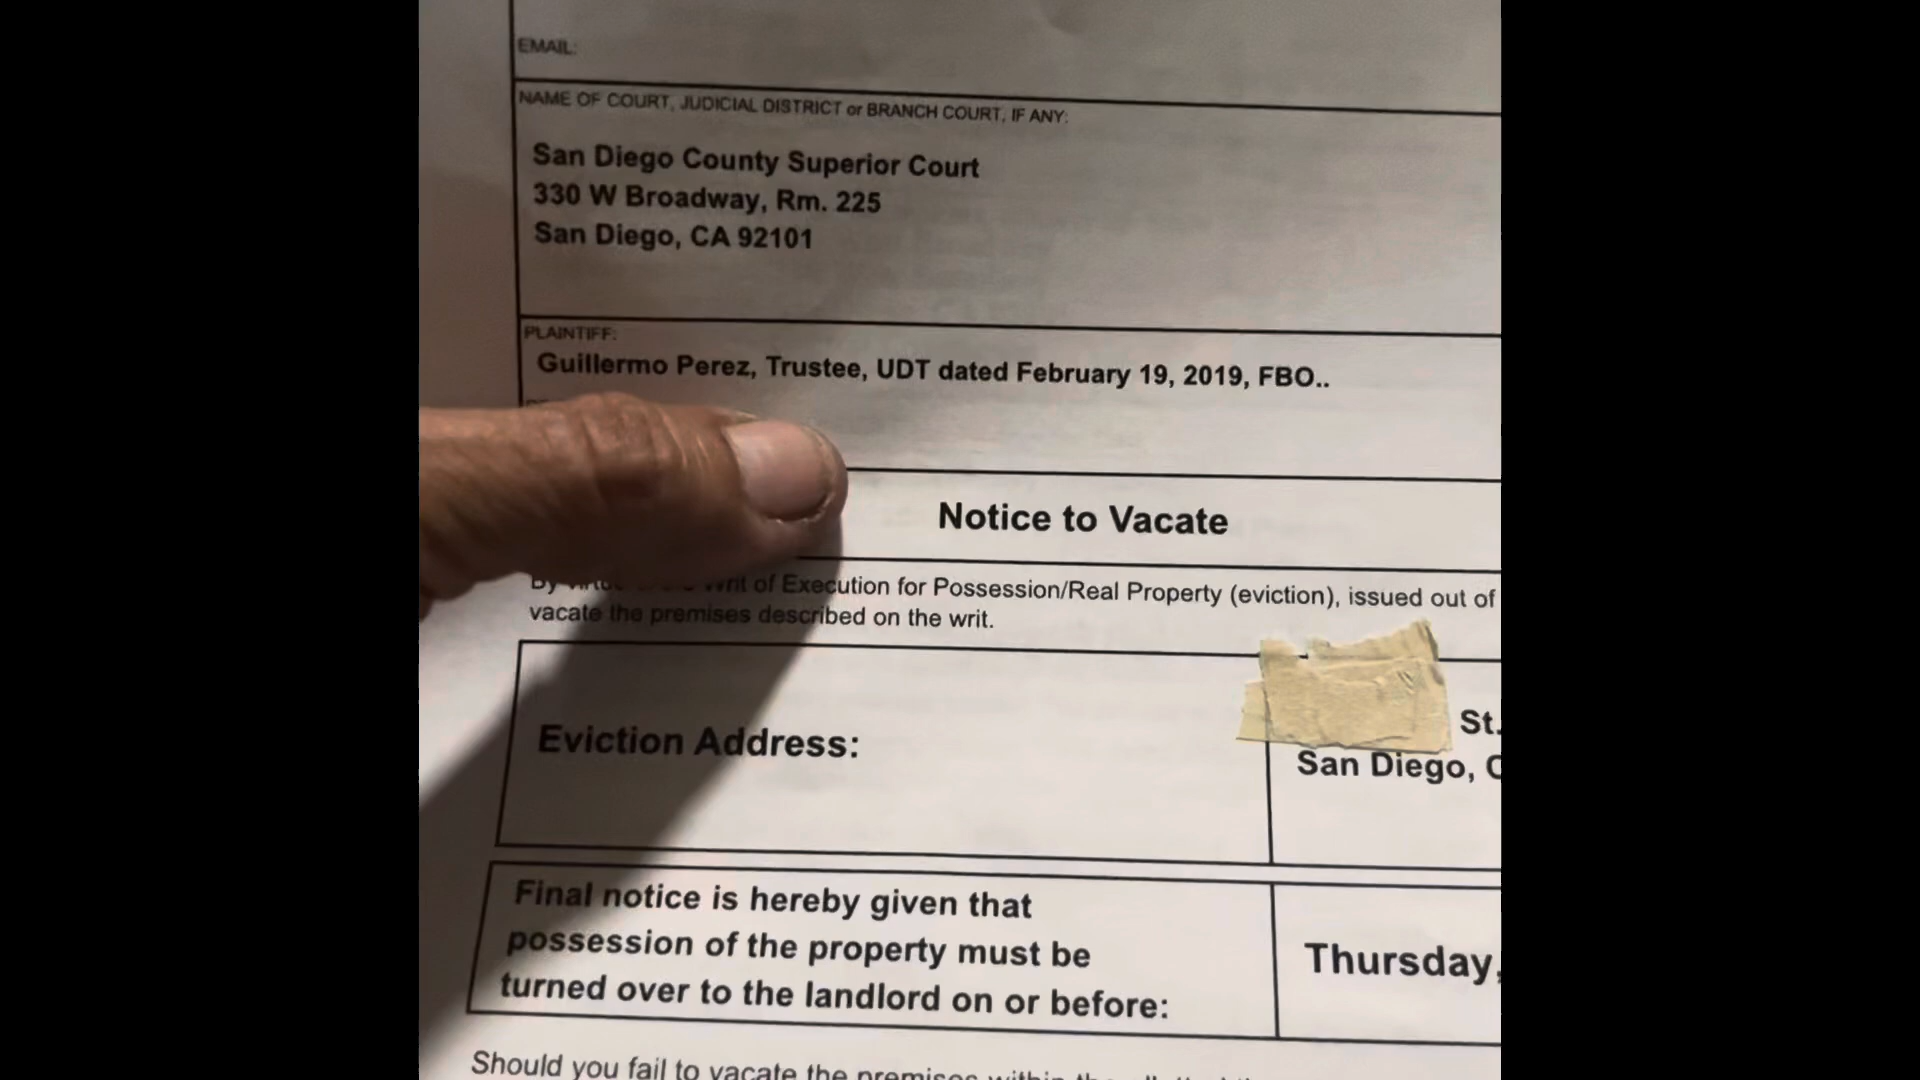 EMAIL:
NAME OF COURT, JUDICIAL DISTRICT or BRANCH COURT, IF ANY:
San Diego County Superior Court
330 W Broadway, Rm. 225
San Diego, CA 92101
PLAINTIFF:
Guillermo Perez, Trustee, UDT dated February 19, 2019, FBO..
Notice to Vacate
By Writ of Execution for Possession/Real Property (eviction), issued out of
vacate the premises described on the writ.
Eviction Address:
St.
San Diego,
Final notice is hereby given that
possession of the property must be
turned over to the landlord on or before:
Thursday,
Should you fail to vacate the premises within